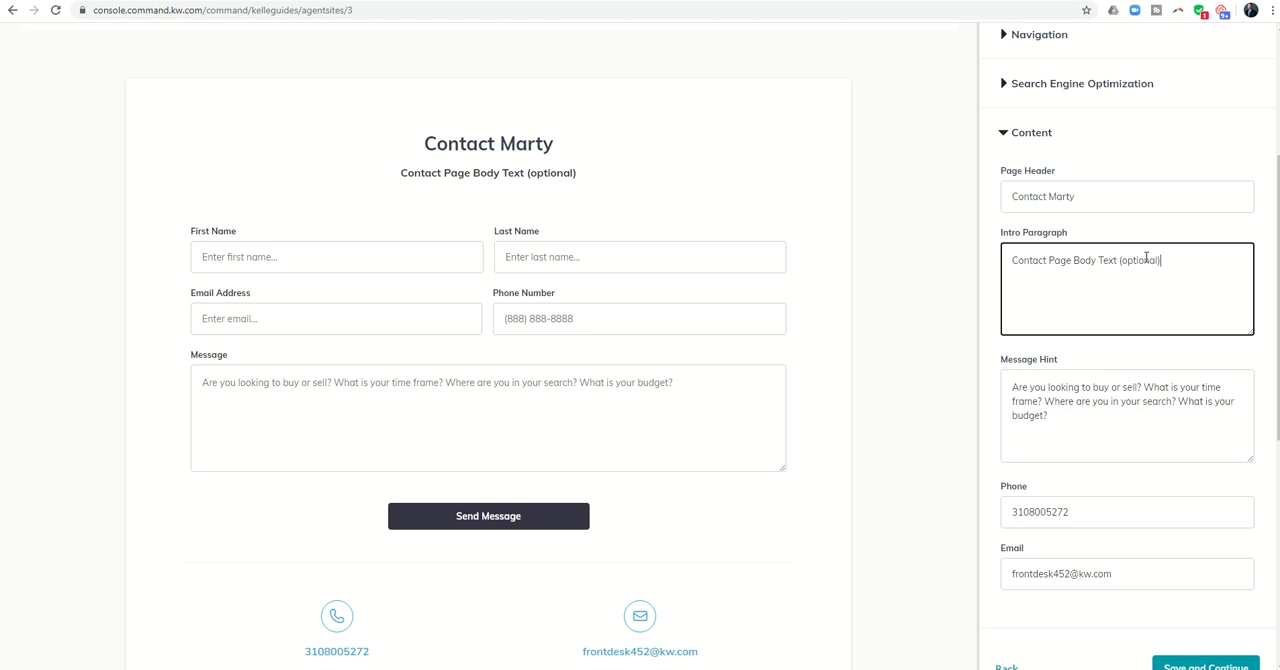 console.command.kw.com/command/kelleguides/agentsites/3
1
9+
Navigation
Search Engine Optimization
Content
Page Header
Contact Marty
Intro Paragraph
Contact Page Body Text (optional)
Message Hint
Are you looking to buy or sell? What is your time
frame? Where are you in your search? What is your
budget?
Phone
3108005272
Email
frontdesk452@kw.com
Back
Save and Continue
Contact Marty
Contact Page Body Text (optional)
First Name
Last Name
Enter first name...
Enter last name...
Email Address
Phone Number
Enter email...
(888) 888-8888
Message
Are you looking to buy or sell? What is your time frame? Where are you in your search? What is your budget?
Send Message
3108005272
frontdesk452@kw.com